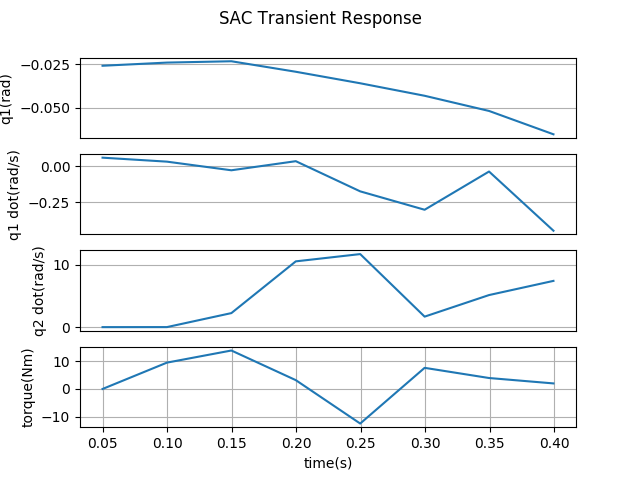 SAC Transient Response
q1(rad)
−0.025
−0.050
q1 dot(rad/s)
0.00
−0.25
q2 dot(rad/s)
10
0
torque(Nm)
10
0
−10
0.05 0.10 0.15 0.20 0.25 0.30 0.35 0.40
time(s)